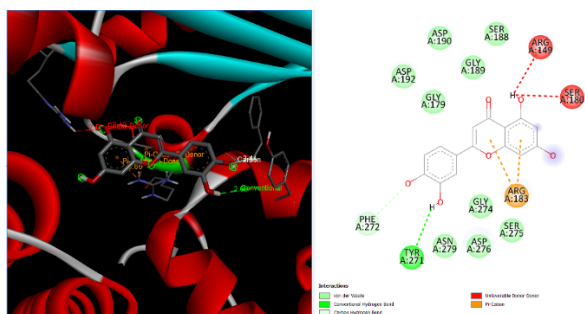 Pi-C
Donor
Carbon
Conventional
ASP
A:190
SER
A:188
ARG
A:149
ASP
A:192
GLY
A:189
SER
A:180
GLY
A:179
H
O
O
O
O
O
O
H
PHE
A:272
TYR
A:271
ASN
A:279
GLY
A:274
ASP
A:276
SER
A:275
ARG
A:183
Interactions
van der Waals
Conventional Hydrogen Bond
Carbon Hydrogen Bond
Unfavorable Donor-Donor
Pi-Cation